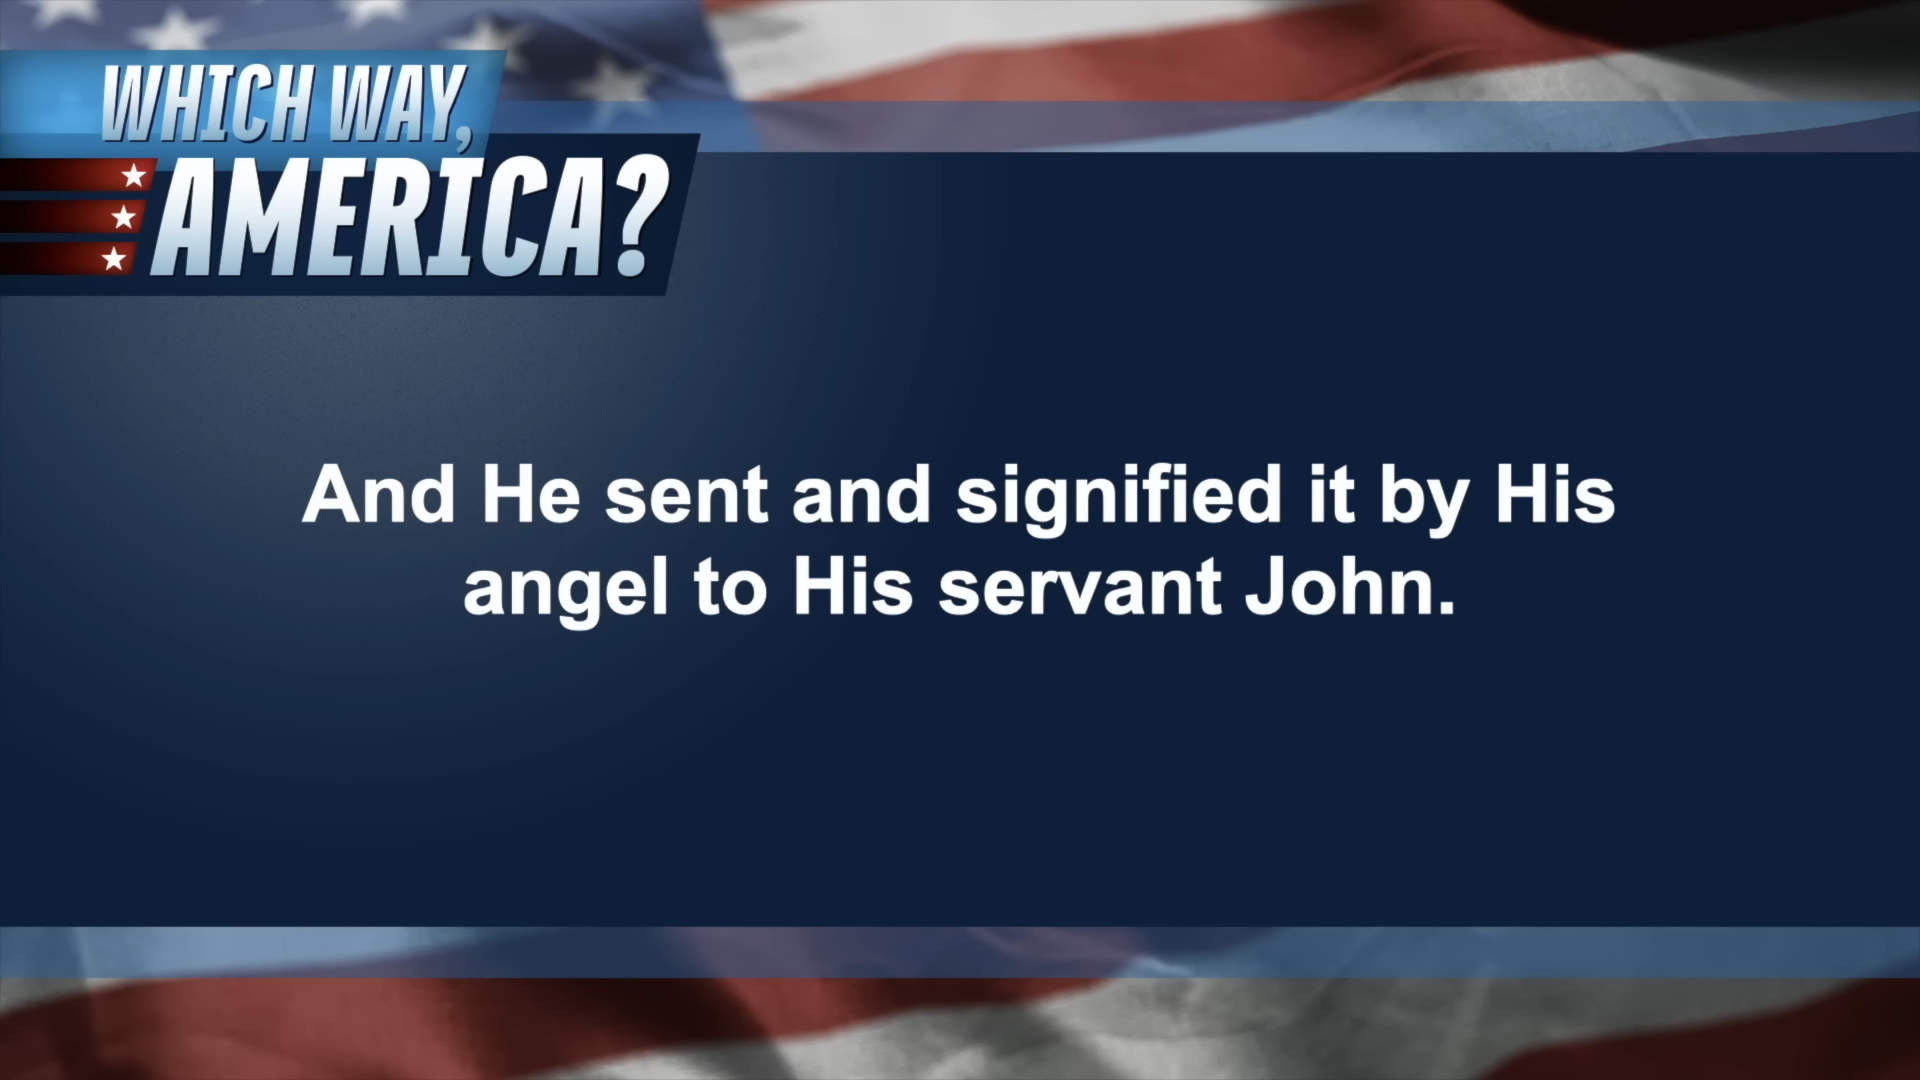 WHICH WAY,
AMERICA?
And He sent and signified it by His
angel to His servant John.